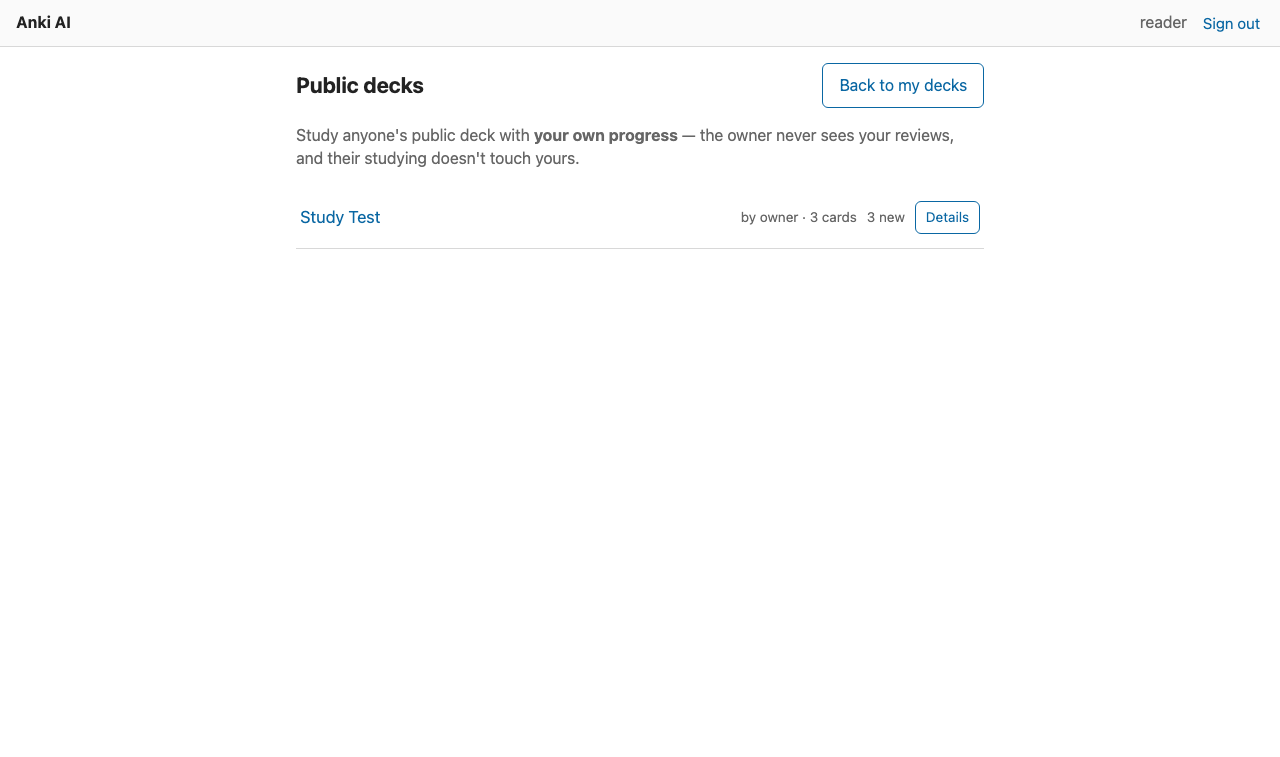 Anki AI
reader Sign out
Public decks
Back to my decks
Study anyone's public deck with your own progress — the owner never sees your reviews,
and their studying doesn't touch yours.
Study Test
by owner · 3 cards 3 new Details